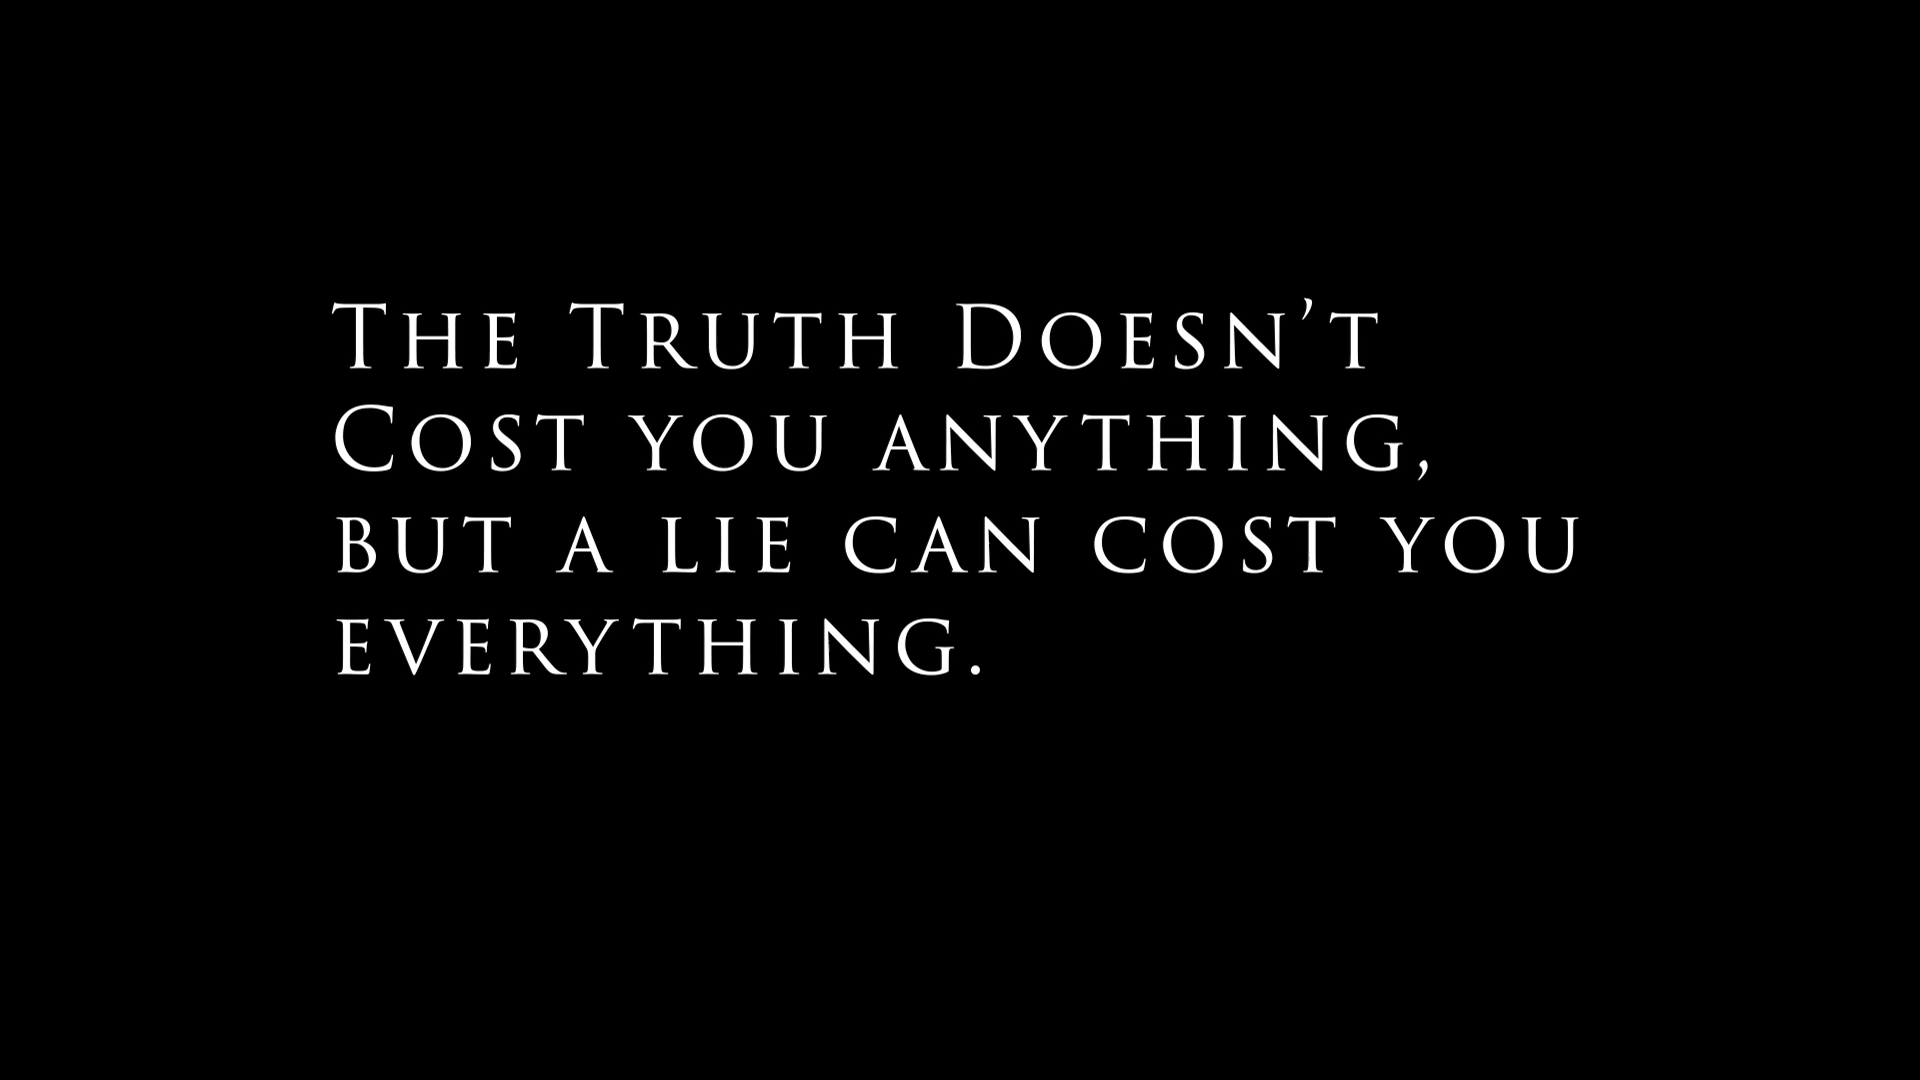 The Truth Doesn’t
Cost you anything,
but a lie can cost you
everything.